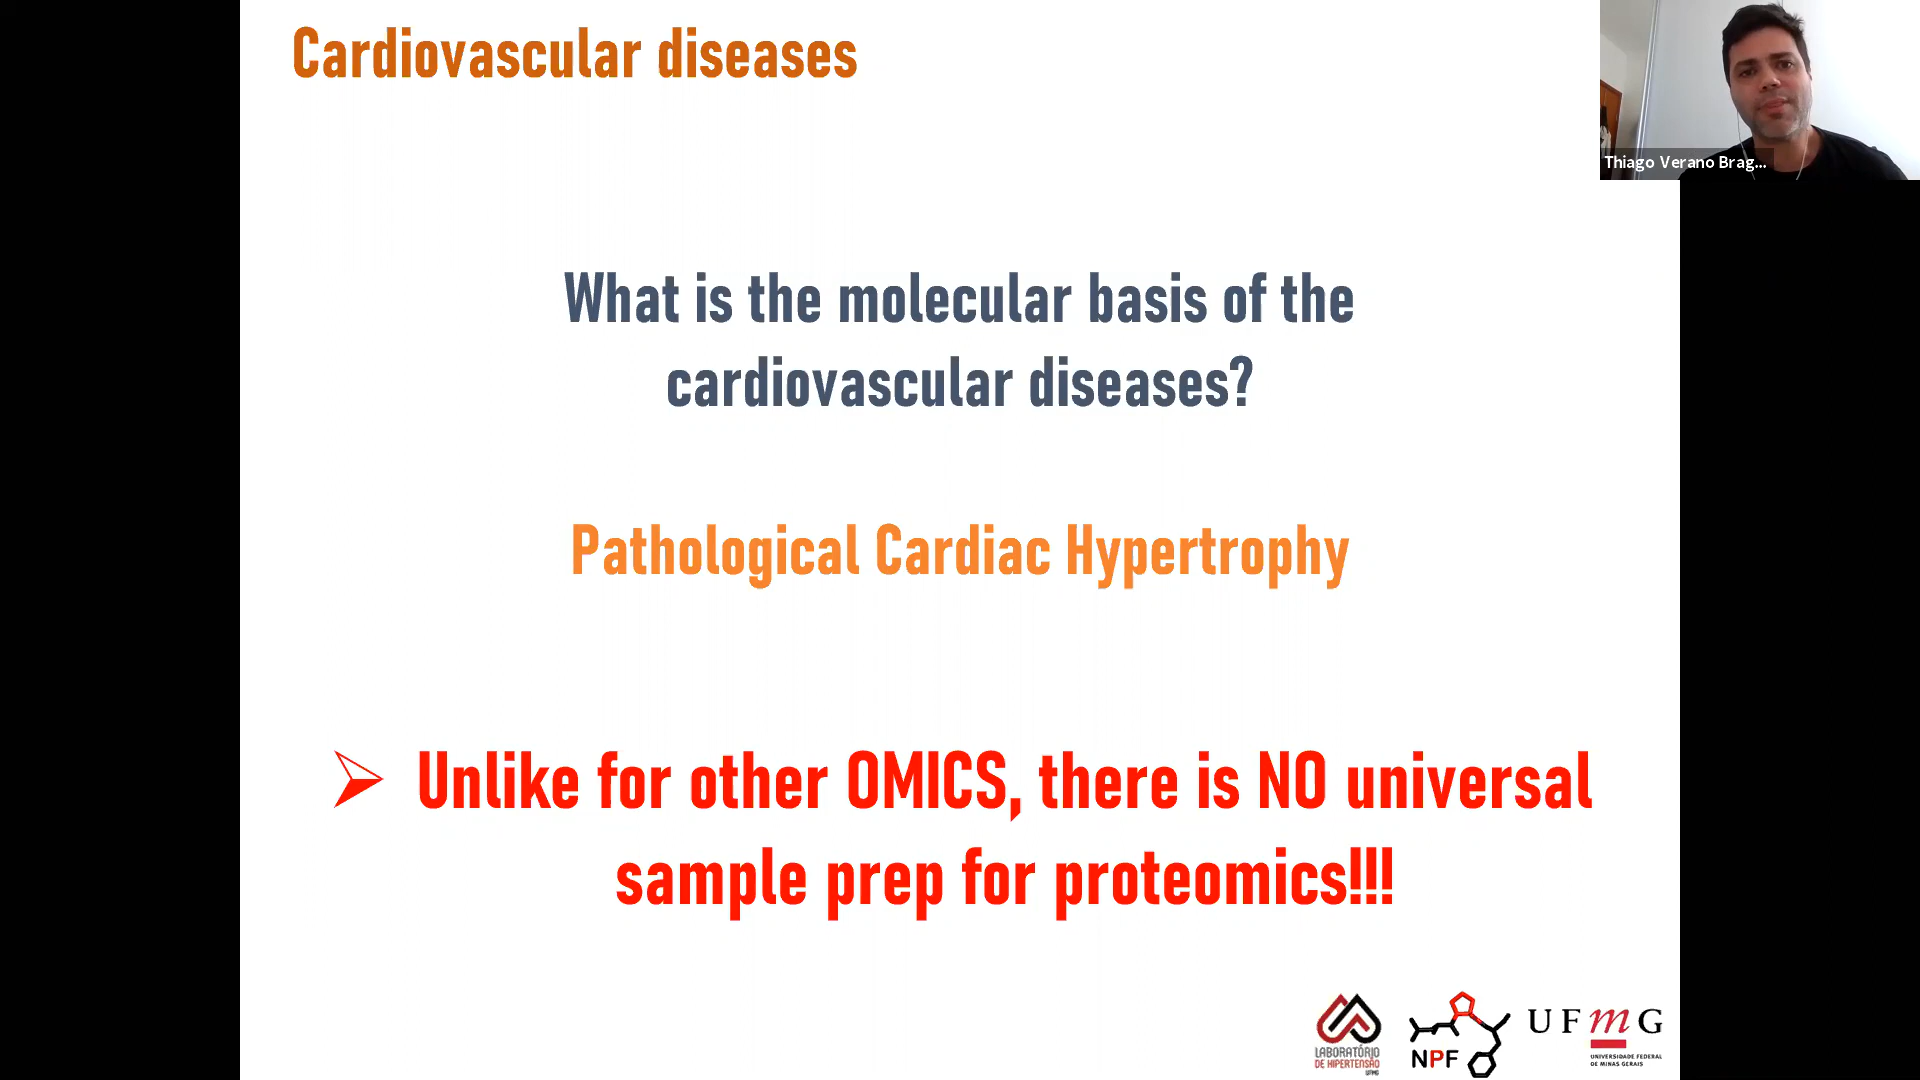 Cardiovascular diseases
Thiago Verano Brag...
What is the molecular basis of the
cardiovascular diseases?
Pathological Cardiac Hypertrophy
➢ Unlike for other OMICS, there is NO universal
sample prep for proteomics!!!
LABORATÓRIO
DE HIPERTENSÃO
UFMG
NPF
UFmG
UNIVERSIDADE FEDERAL
DE MINAS GERAIS